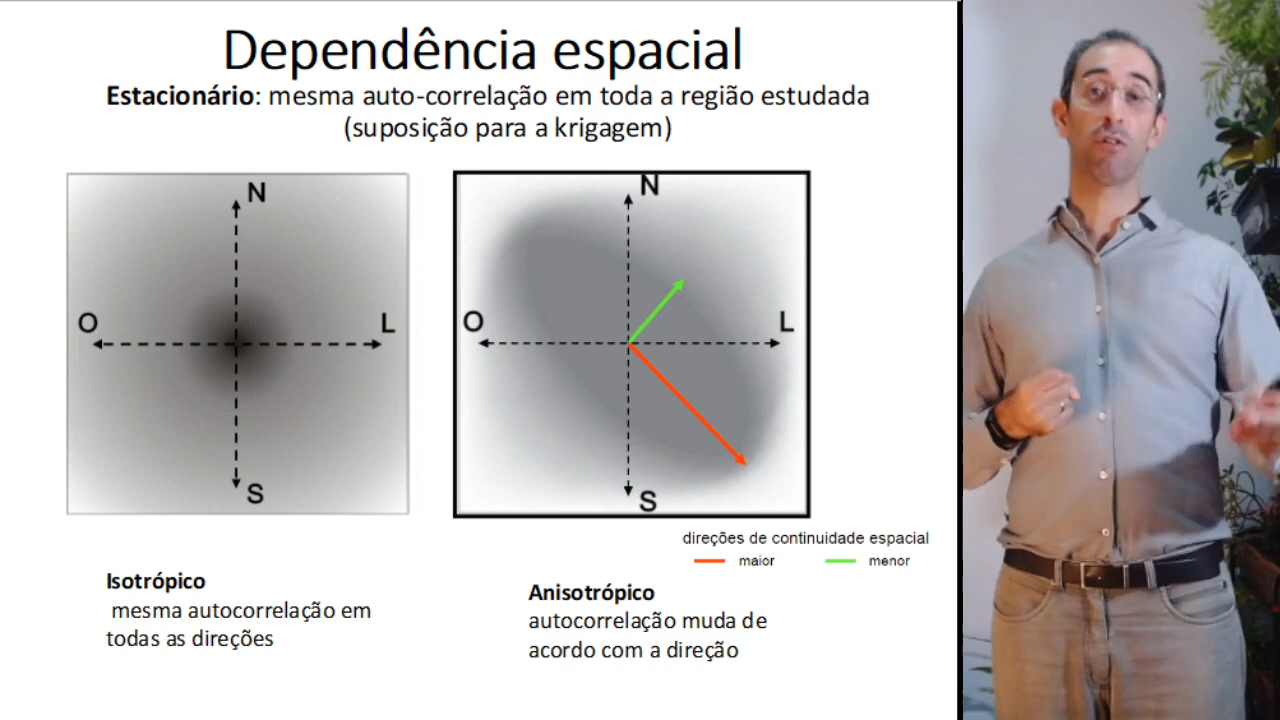 Dependência espacial
Estacionário: mesma auto-correlação em toda a região estudada
(suposição para a krigagem)
N
O
L
S
N
O
L
S
direções de continuidade espacial
maior
menor
Isotrópico
mesma autocorrelação em
todas as direções
Anisotrópico
autocorrelação muda de
acordo com a direção